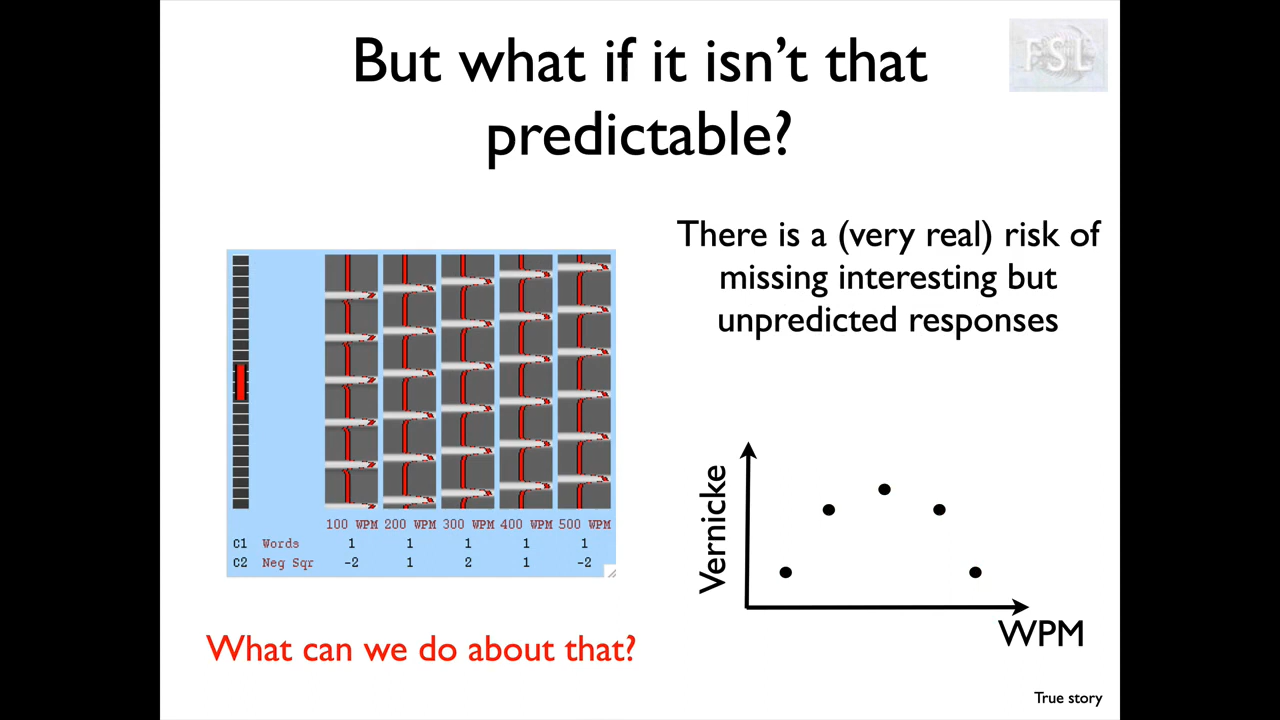 But what if it isn't that
predictable?
FSL
There is a (very real) risk of
missing interesting but
unpredicted responses
100 WPM 200 WPM 300 WPM 400 WPM 500 WPM
C1 Words 1 1 1 1 1
C2 Neg Sqr -2 1 2 1 -2
Vernicke
WPM
What can we do about that?
True story